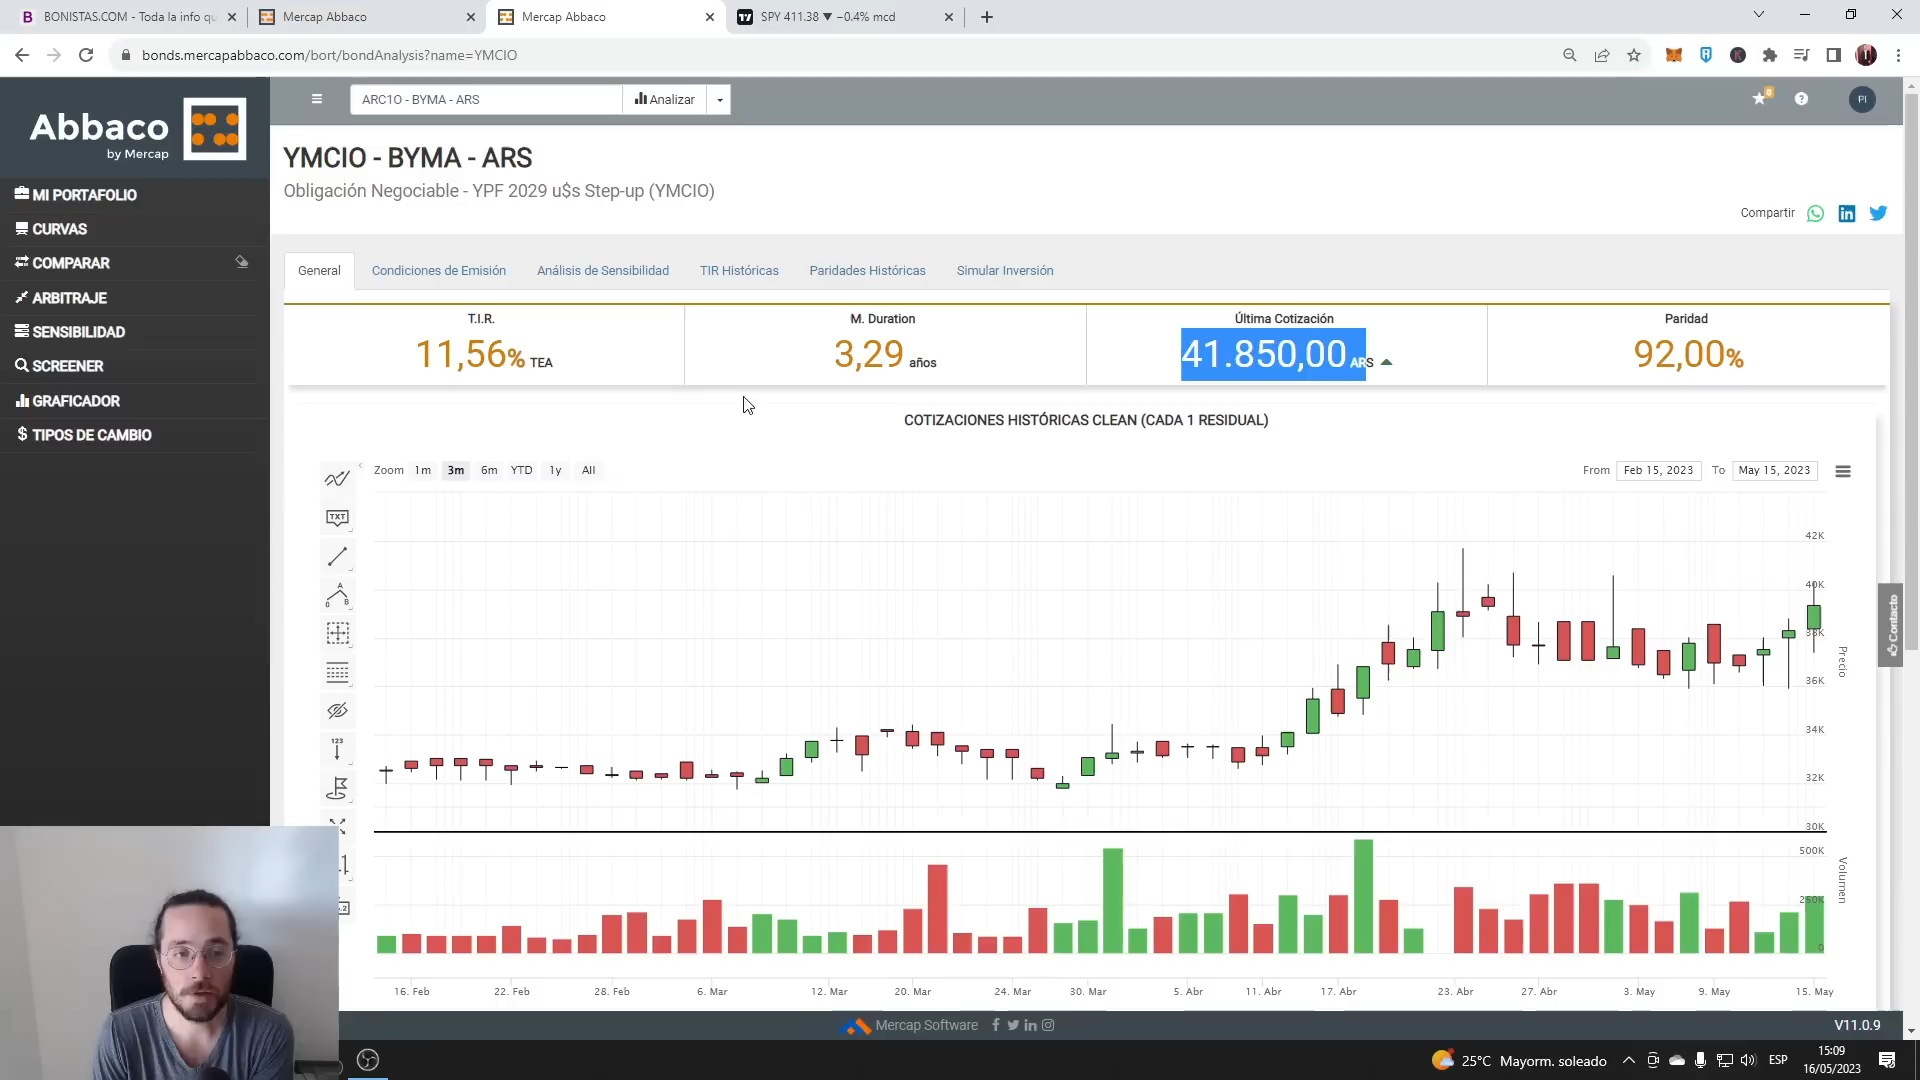 BONISTAS.COM - Toda la info qu
Mercap Abbaco
Mercap Abbaco
SPY 411.38 ▼ −0.4% mcd
bonds.mercapabbaco.com/bort/bondAnalysis?name=YMCIO
Abbaco
by Mercap
ARC1O - BYMA - ARS
Analizar
0
PI
MI PORTAFOLIO
CURVAS
COMPARAR
ARBITRAJE
SENSIBILIDAD
SCREENER
GRAFICADOR
TIPOS DE CAMBIO
YMCIO - BYMA - ARS
Obligación Negociable - YPF 2029 u$s Step-up (YMCIO)
Compartir
General
Condiciones de Emisión
Análisis de Sensibilidad
TIR Históricas
Paridades Históricas
Simular Inversión
T.I.R.
11,56% TEA
M. Duration
3,29 años
Última Cotización
41.850,00 ARS
Paridad
92,00%
COTIZACIONES HISTÓRICAS CLEAN (CADA 1 RESIDUAL)
Zoom 1m 3m 6m YTD 1y All
From Feb 15, 2023 To May 15, 2023
TXT
A
0 B
123
42K
40K
38K
36K
34K
32K
30K
Precio
500K
250K
0
Volumen
16. Feb 22. Feb 28. Feb 6. Mar 12. Mar 20. Mar 24. Mar 30. Mar 5. Abr 11. Abr 17. Abr 23. Abr 27. Abr 3. May 9. May 15. May
Contacto
Mercap Software
V11.0.9
25°C Mayorm. soleado
ESP
15:09
16/05/2023